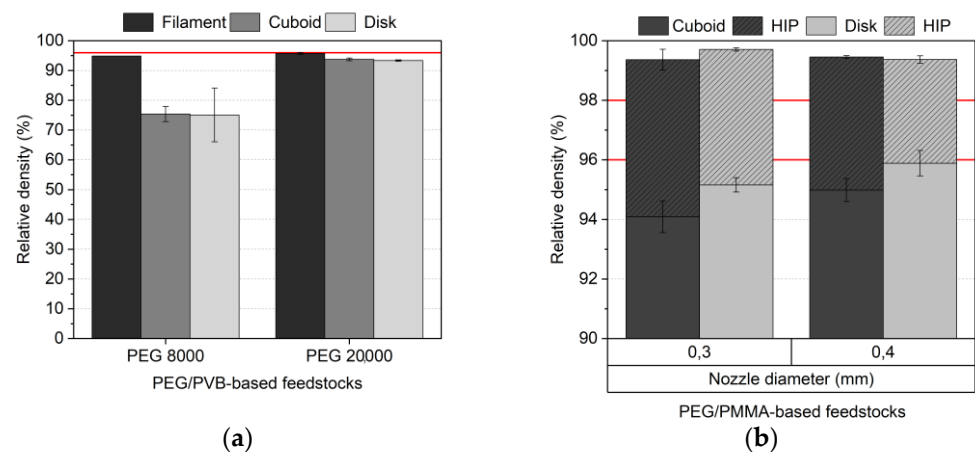 Filament Cuboid Disk
100
90
80
70
60
50
40
30
20
10
0
Relative density (%)
PEG 8000 PEG 20,000
PEG/PVB-based feedstocks
(a)
Cuboid HIP Disk HIP
100
98
96
94
92
90
Relative density (%)
0,3 0,4
Nozzle diameter (mm)
PEG/PMMA-based feedstocks
(b)